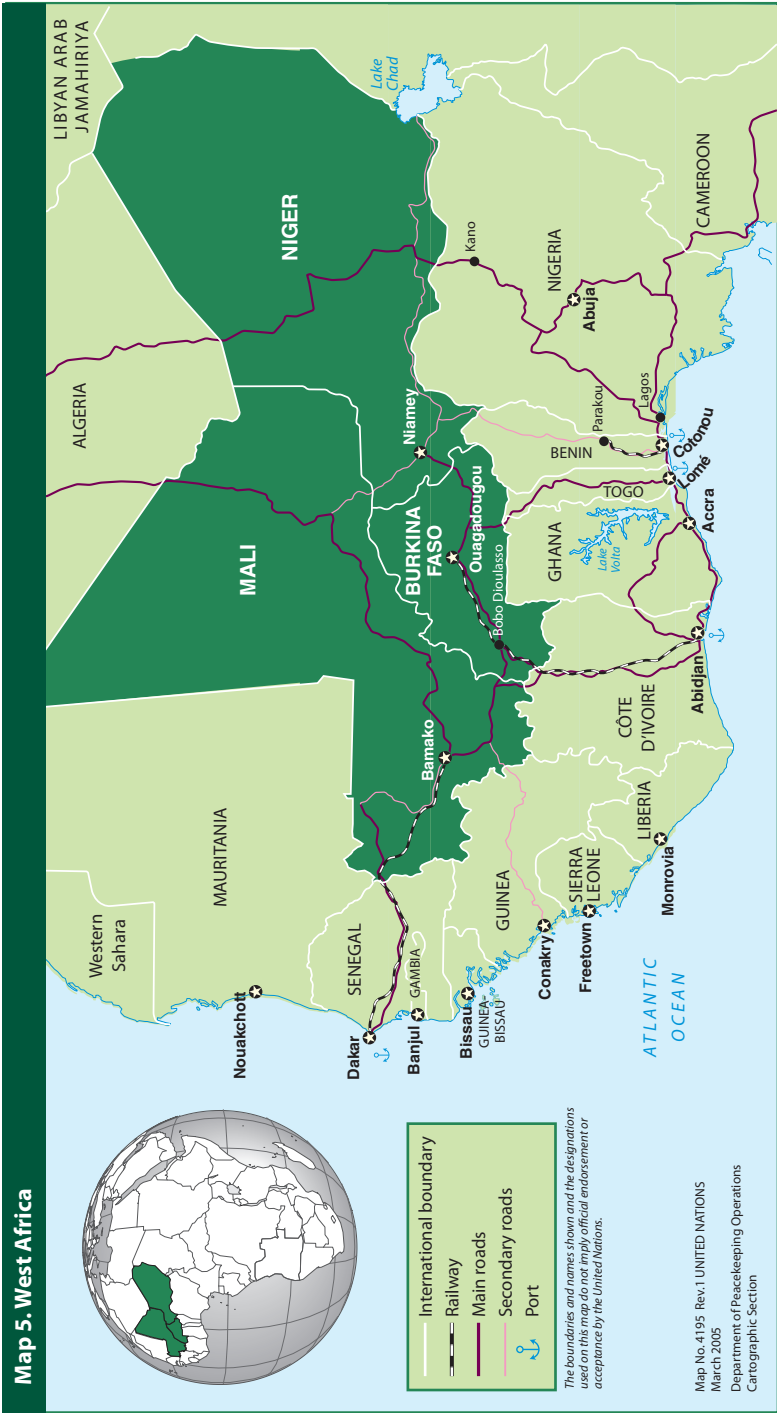 Map 5. West Africa
LIBYAN ARAB
JAMAHIRIYA
ALGERIA
Western
Sahara
MAURITANIA
MALI
NIGER
Lake
Chad
Nouakchott
Dakar
SENEGAL
Banjul
GAMBIA
Bissau
GUINEA-
BISSAU
GUINEA
Conakry
Freetown
SIERRA
LEONE
LIBERIA
Monrovia
Bamako
BURKINA
FASO
Niamey
Ouagadougou
Bobo Dioulasso
CÔTE
D'IVOIRE
Abidjan
GHANA
Lake
Volta
Accra
TOGO
Lomé
BENIN
Parakou
Cotonou
Lagos
NIGERIA
Kano
Abuja
CAMEROON
ATLANTIC
OCEAN
International boundary
Railway
Main roads
Secondary roads
Port
The boundaries and names shown and the designations
used on this map do not imply official endorsement or
acceptance by the United Nations.
Map No. 4195 Rev.1 UNITED NATIONS
March 2005
Department of Peacekeeping Operations
Cartographic Section